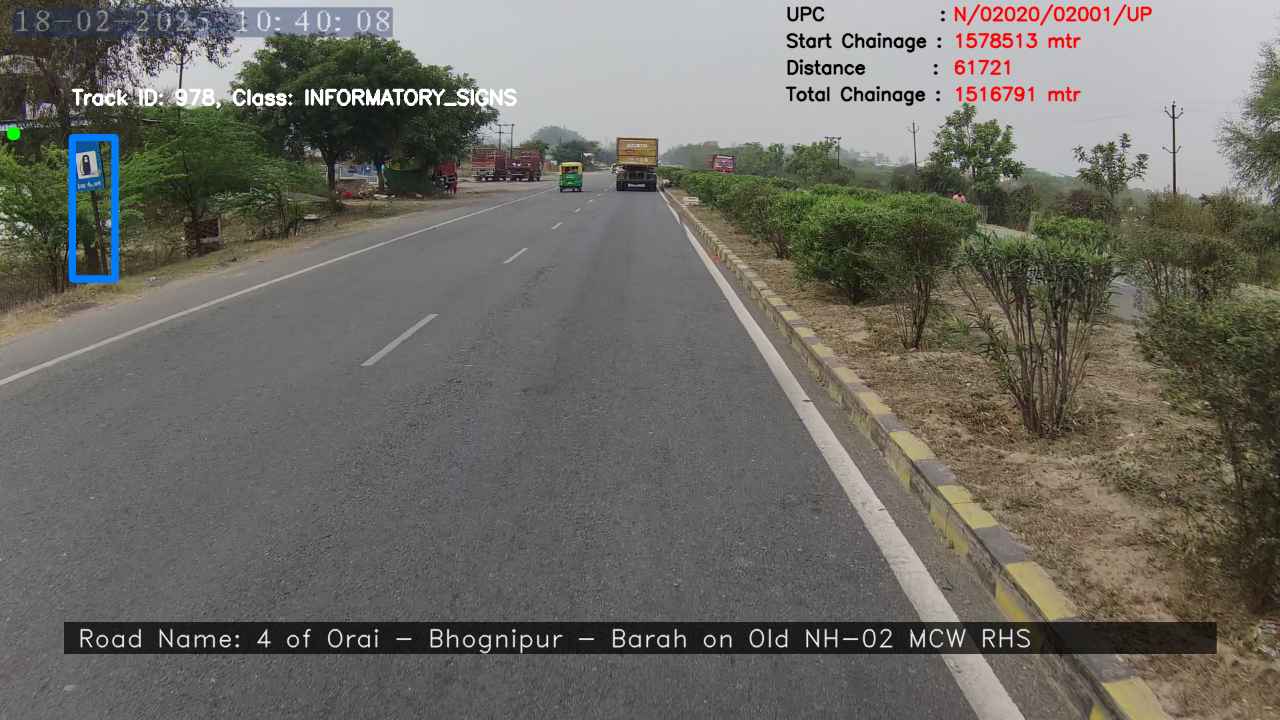 18-02-2025 10:40:08
UPC : N/02020/02001/UP
Start Chainage : 1578513 mtr
Distance : 61721
Total Chainage : 1516791 mtr
Track ID: 978, Class: INFORMATORY_SIGNS
Road Name: 4 of Orai - Bhognipur - Barah on Old NH-02 MCW RHS